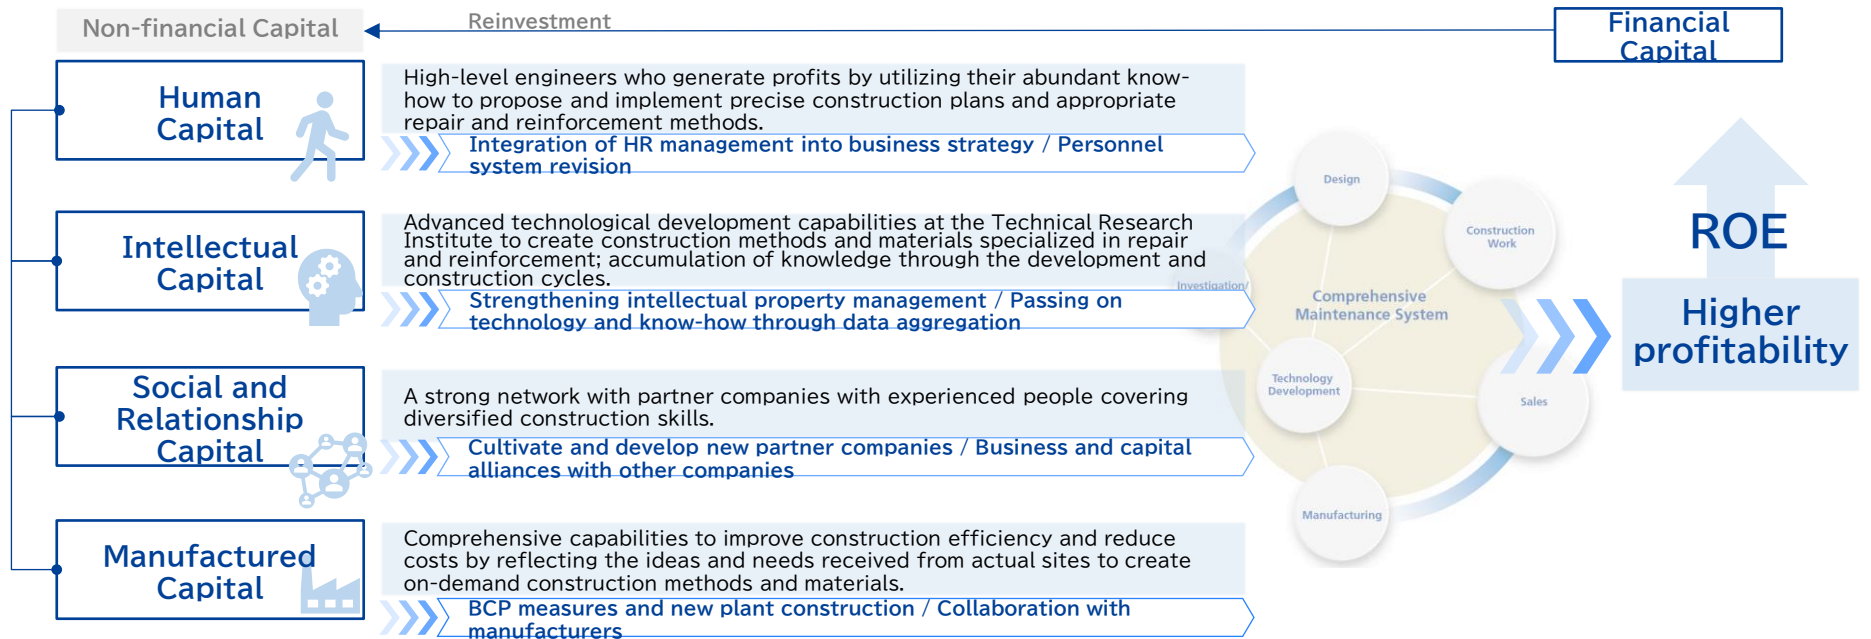 Non-financial Capital
Reinvestment
Financial
Capital
Human
Capital
High-level engineers who generate profits by utilizing their abundant know-
how to propose and implement precise construction plans and appropriate
repair and reinforcement methods.
Integration of HR management into business strategy / Personnel
system revision
Intellectual
Capital
Advanced technological development capabilities at the Technical Research
Institute to create construction methods and materials specialized in repair
and reinforcement; accumulation of knowledge through the development and
construction cycles.
Strengthening intellectual property management / Passing on
technology and know-how through data aggregation
Social and
Relationship
Capital
A strong network with partner companies with experienced people covering
diversified construction skills.
Cultivate and develop new partner companies / Business and capital
alliances with other companies
Manufactured
Capital
Comprehensive capabilities to improve construction efficiency and reduce
costs by reflecting the ideas and needs received from actual sites to create
on-demand construction methods and materials.
BCP measures and new plant construction / Collaboration with
manufacturers
Design
Construction
Work
Investigation/
Comprehensive
Maintenance System
Technology
Development
Sales
Manufacturing
ROE
Higher
profitability